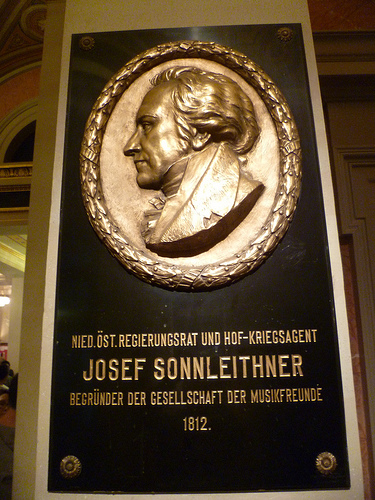 NIED.ÖST.REGIERUNGSRAT UND HOF-KRIEGSAGENT
JOSEF SONNLEITHNER
BEGRÜNDER DER GESELLSCHAFT DER MUSIKFREUNDE
1812.